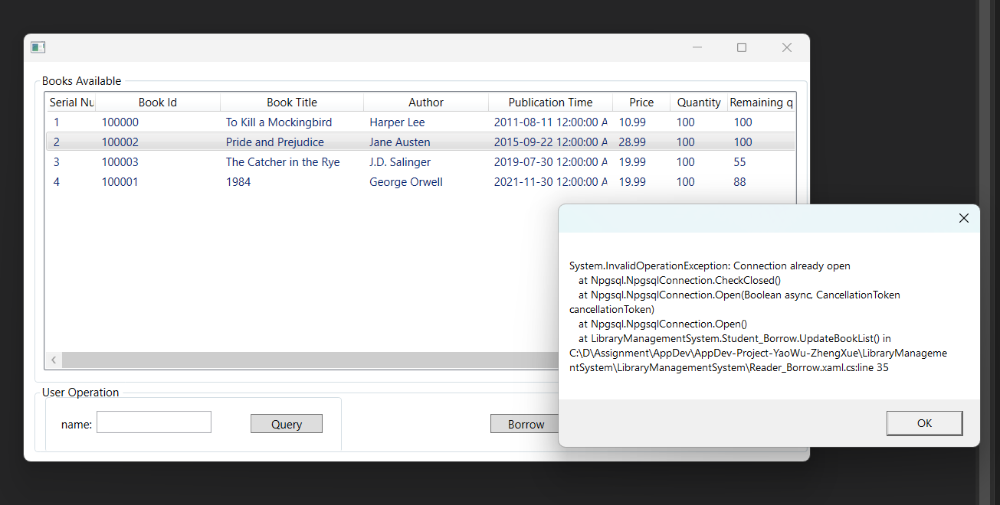 Books Available
Serial Nu Book Id Book Title Author Publication Time Price Quantity Remaining q
1 100000 To Kill a Mockingbird Harper Lee 2011-08-11 12:00:00 A 10.99 100 100
2 100002 Pride and Prejudice Jane Austen 2015-09-22 12:00:00 A 28.99 100 100
3 100003 The Catcher in the Rye J.D. Salinger 2019-07-30 12:00:00 A 19.99 100 55
4 100001 1984 George Orwell 2021-11-30 12:00:00 A 19.99 100 88
System.InvalidOperationException: Connection already open
at Npgsql.NpgsqlConnection.CheckClosed()
at Npgsql.NpgsqlConnection.Open(Boolean async, CancellationToken
cancellationToken)
at Npgsql.NpgsqlConnection.Open()
at LibraryManagementSystem.Student_Borrow.UpdateBookList() in
C:\D\Assignment\AppDev\AppDev-Project-YaoWu-ZhengXue\LibraryManageme
ntSystem\LibraryManagementSystem\Reader_Borrow.xaml.cs:line 35
OK
User Operation
name: Query Borrow